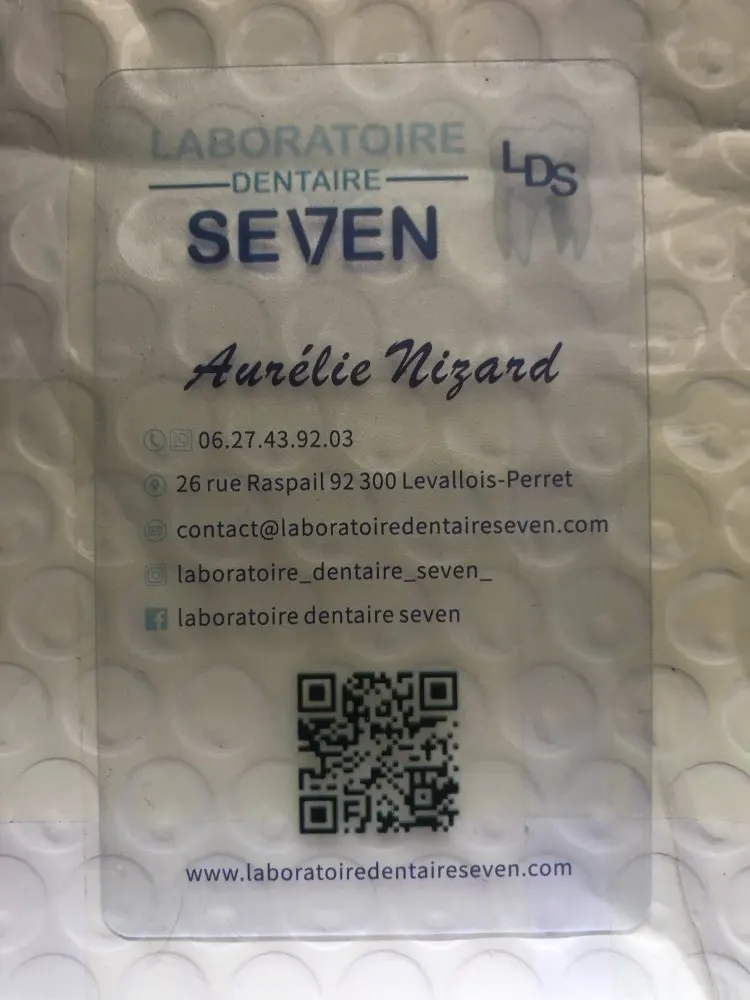 LABORATOIRE
DENTAIRE
SEVEN
LDS
Aurélie Nizard
06.27.43.92.03
26 rue Raspail 92 300 Levallois-Perret
contact@laboratoiredentaireseven.com
laboratoire_dentaire_seven_
laboratoire dentaire seven
www.laboratoiredentaireseven.com